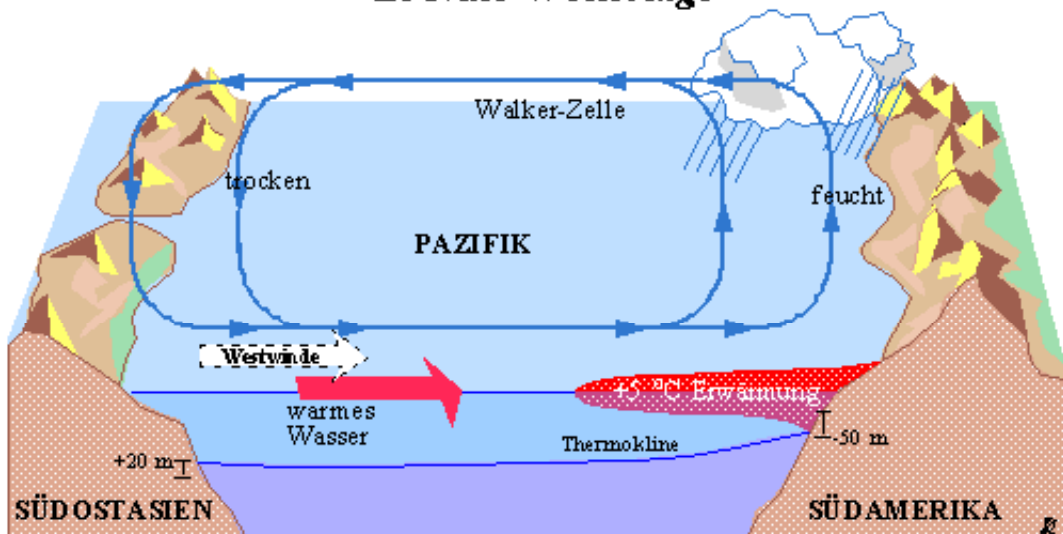 Walker-Zelle
trocken
feucht
PAZIFIK
Westwinde
+5 °C Erwärmung
warmes
Wasser
Thermokline
-50 m
+20 m
SÜDOSTASIEN
SÜDAMERIKA